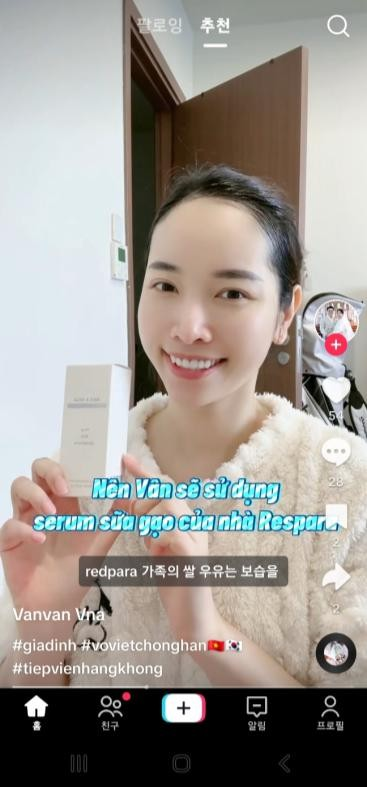 팔로잉 추천
54
28
Nên Vân sẽ sử dụng
serum sữa gạo của nhà Respara
2
redpara 가족의 쌀 우유는 보습을
2
Vanvan Vna
#giadinh #vovietchonghan🇻🇳🇰🇷
#tiepvienhangkhong
홈 친구 알림 프로필